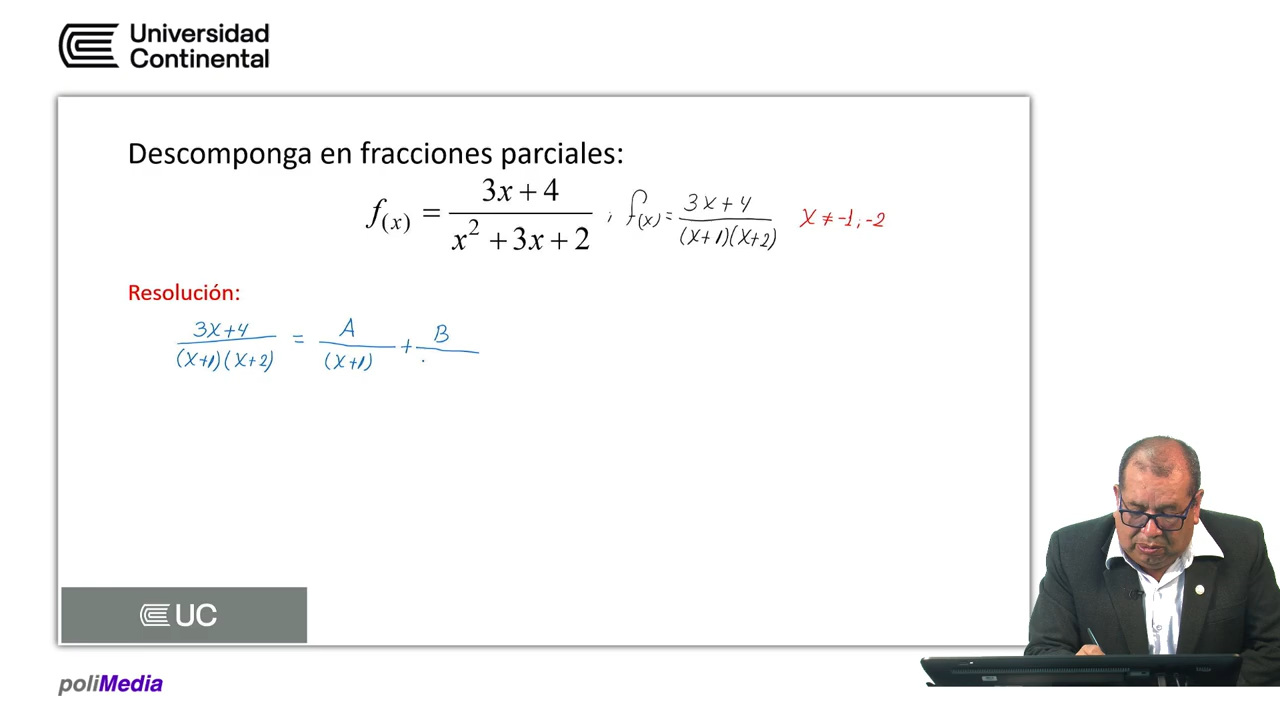 Universidad
Continental
Descomponga en fracciones parciales:
f(x) = (3x + 4)/(x² + 3x + 2) ; f(x) = (3x+4)/((x+1)(x+2)) x ≠ -1; -2
Resolución:
(3x+4)/((x+1)(x+2)) = A/(x+1) + B/
UC
poliMedia